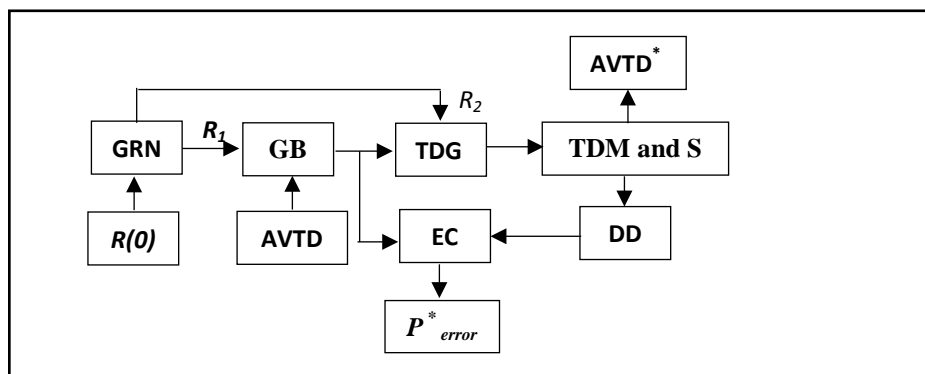 AVTD*
R2
GRN
R1
GB
TDG
TDM and S
R(0)
AVTD
EC
DD
P*error